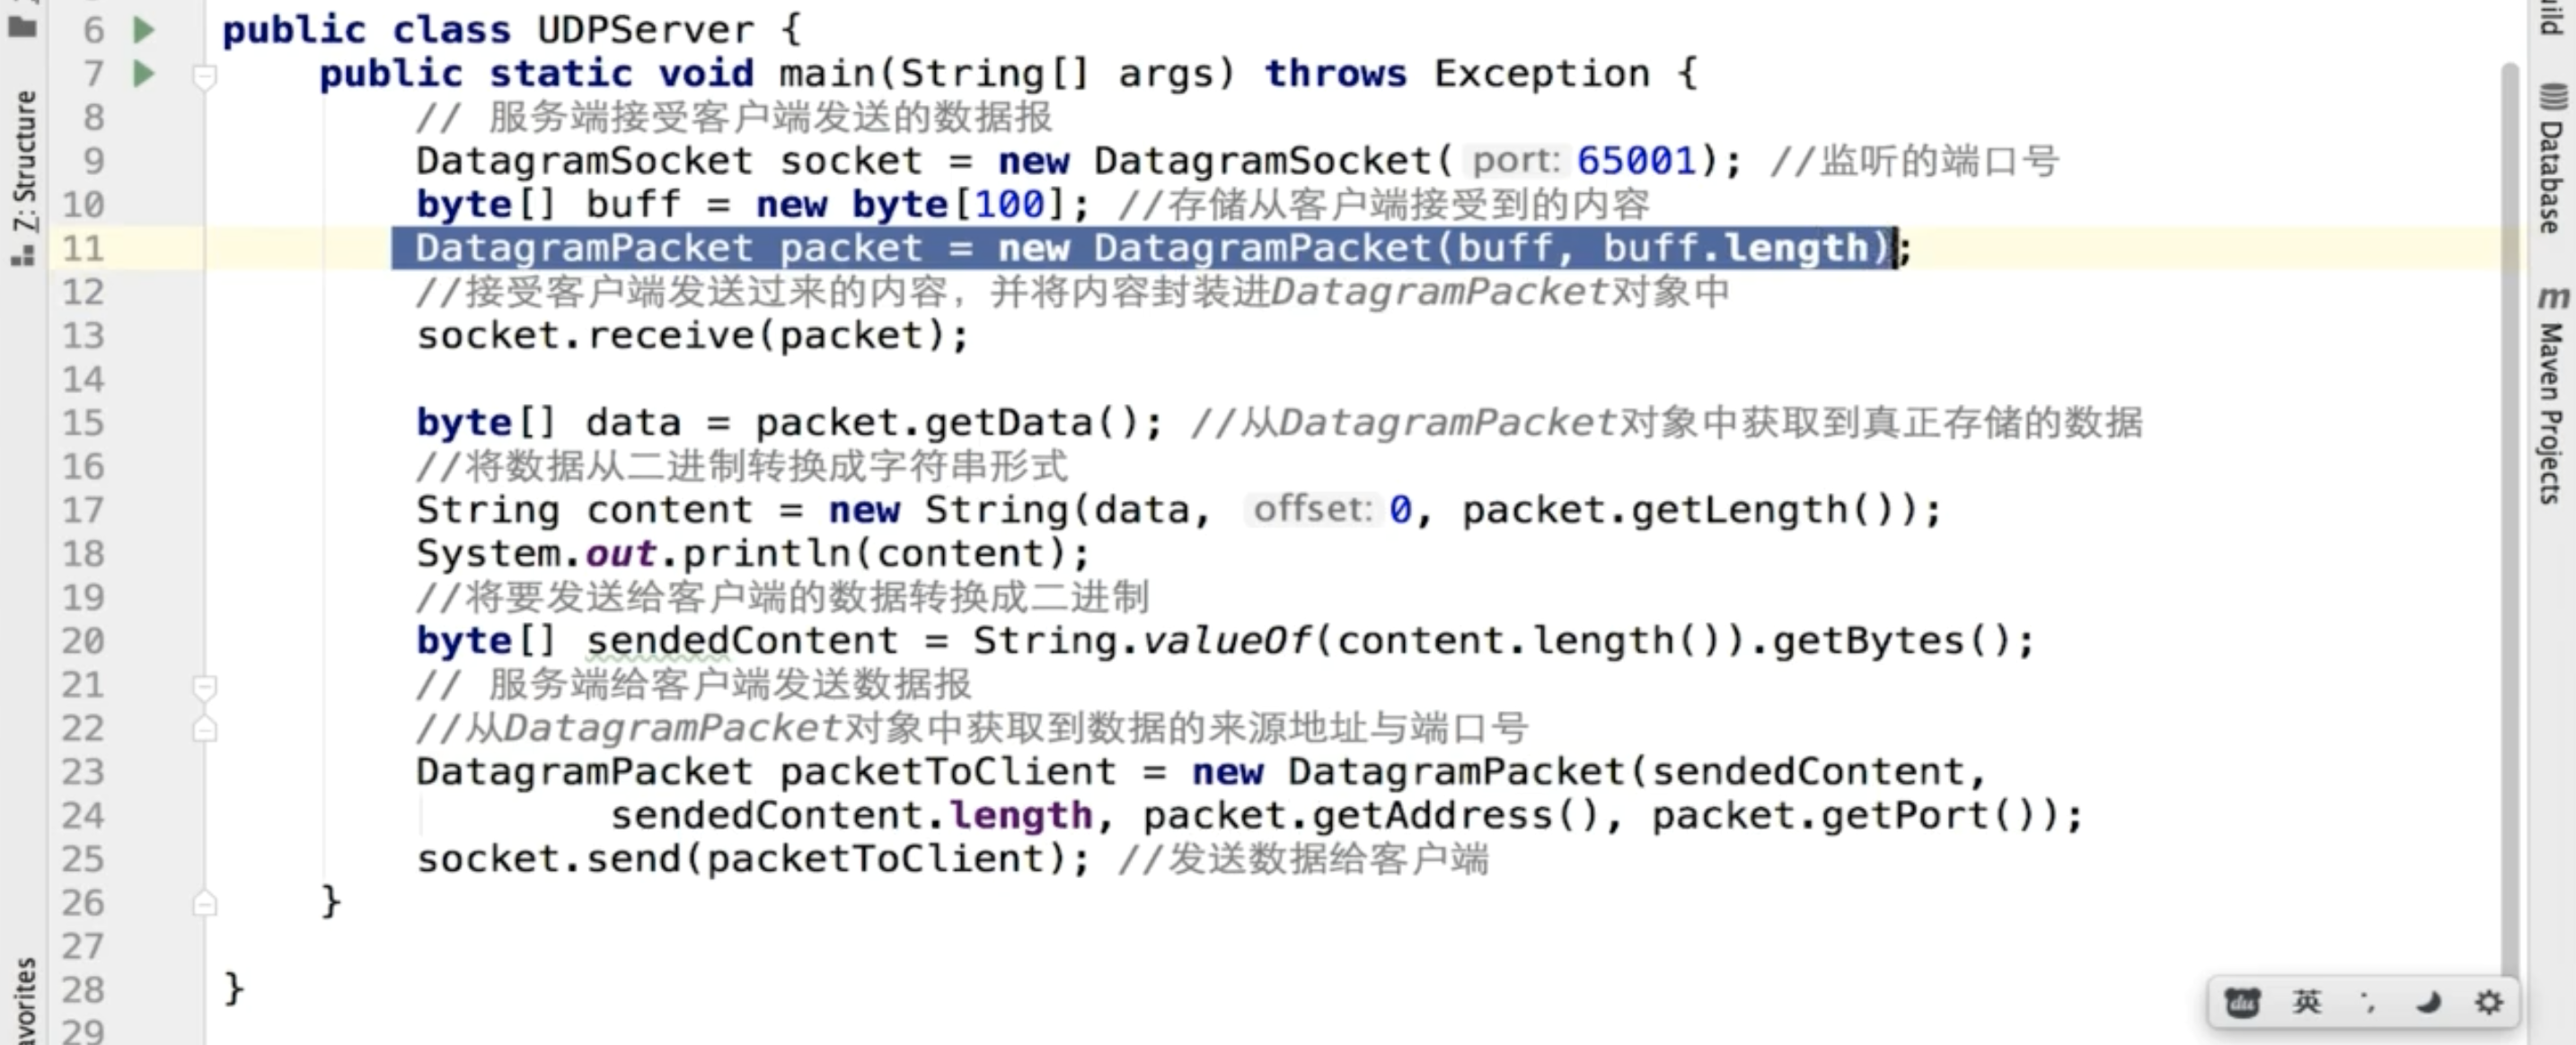 6 public class UDPServer {
7 public static void main(String[] args) throws Exception {
8 // 服务端接受客户端发送的数据报
9 DatagramSocket socket = new DatagramSocket( port: 65001); //监听的端口号
10 byte[] buff = new byte[100]; //存储从客户端接受到的内容
11 DatagramPacket packet = new DatagramPacket(buff, buff.length);
12 //接受客户端发送过来的内容，并将内容封装进DatagramPacket对象中
13 socket.receive(packet);
14
15 byte[] data = packet.getData(); //从DatagramPacket对象中获取到真正存储的数据
16 //将数据从二进制转换成字符串形式
17 String content = new String(data, offset: 0, packet.getLength());
18 System.out.println(content);
19 //将要发送给客户端的数据转换成二进制
20 byte[] sendedContent = String.valueOf(content.length()).getBytes();
21 // 服务端给客户端发送数据报
22 //从DatagramPacket对象中获取到数据的来源地址与端口号
23 DatagramPacket packetToClient = new DatagramPacket(sendedContent,
24 sendedContent.length, packet.getAddress(), packet.getPort());
25 socket.send(packetToClient); //发送数据给客户端
26 }
27
28 }
29
Z: Structure
avorites
uild
Database
m Maven Projects
du 英